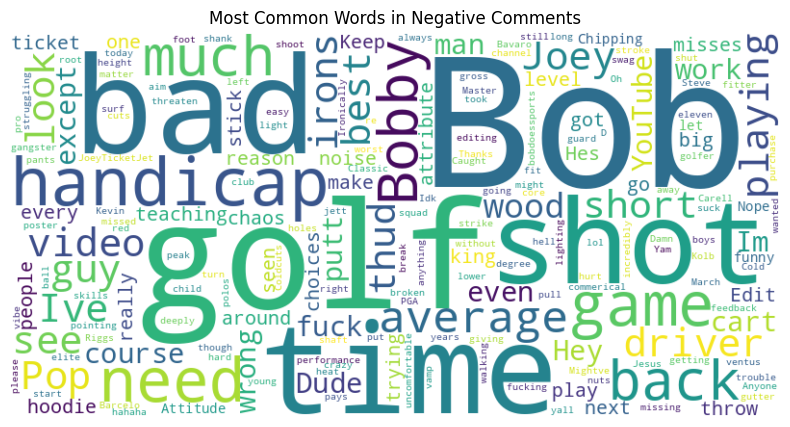 Most Common Words in Negative Comments
ticket one today much irons Keep always man Joey still long Chipping misses
foot shank shoot
look except root height matter bad stick best Bobby Bob level work playing
struggling pro aim threaten left surf cuts easy light Ironically attribute gross Master took got YouTube Steve shut eleven fitter
gangster pants JoeyTicketJet reason noise Classic worst editing Thanks Caught Hes guard D big let golfer purchase
bobdoessports
handicap club make Idk going might fit core go away Carell suck Nope wanted
every Kevin teaching chaos jett squad wood short Im
poster missed holes putt thud strike without hell lol Damn Yam boys funny Cold
video red peak golf seen coldcuts choices break anything king degree shot lighting incredibly Kolb
people ball guy child turn right broken PGA lower even pull commerical hurt March Edit
vibe skills Ive pointing really deeply polos around put average game feedback cart
see Riggs though fuck years giving Hey Jesus getting ventus driver
please elite course hard wrong performance shaft trying walking Mightve trouble Anyone
Pop need young crazy heat Dude pays time uncomfortable vamp fucking play nuts back gutter
start Barcelo hoodie hahaha Attitude yall next missing throw
stroke channel Bavaro Oh swag